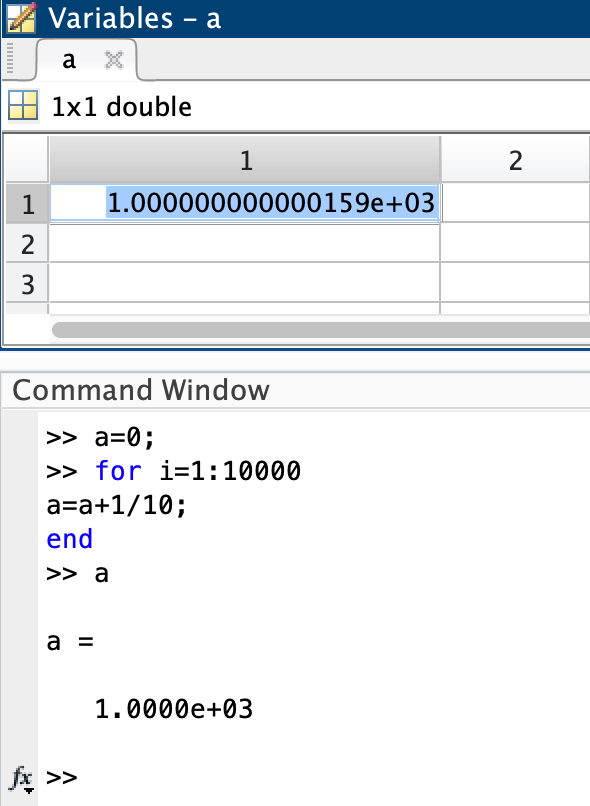 Variables – a
a
1x1 double
1 2
1 1.000000000000159e+03
2
3
Command Window
>> a=0;
>> for i=1:10000
a=a+1/10;
end
>> a
a =
1.0000e+03
fx >>